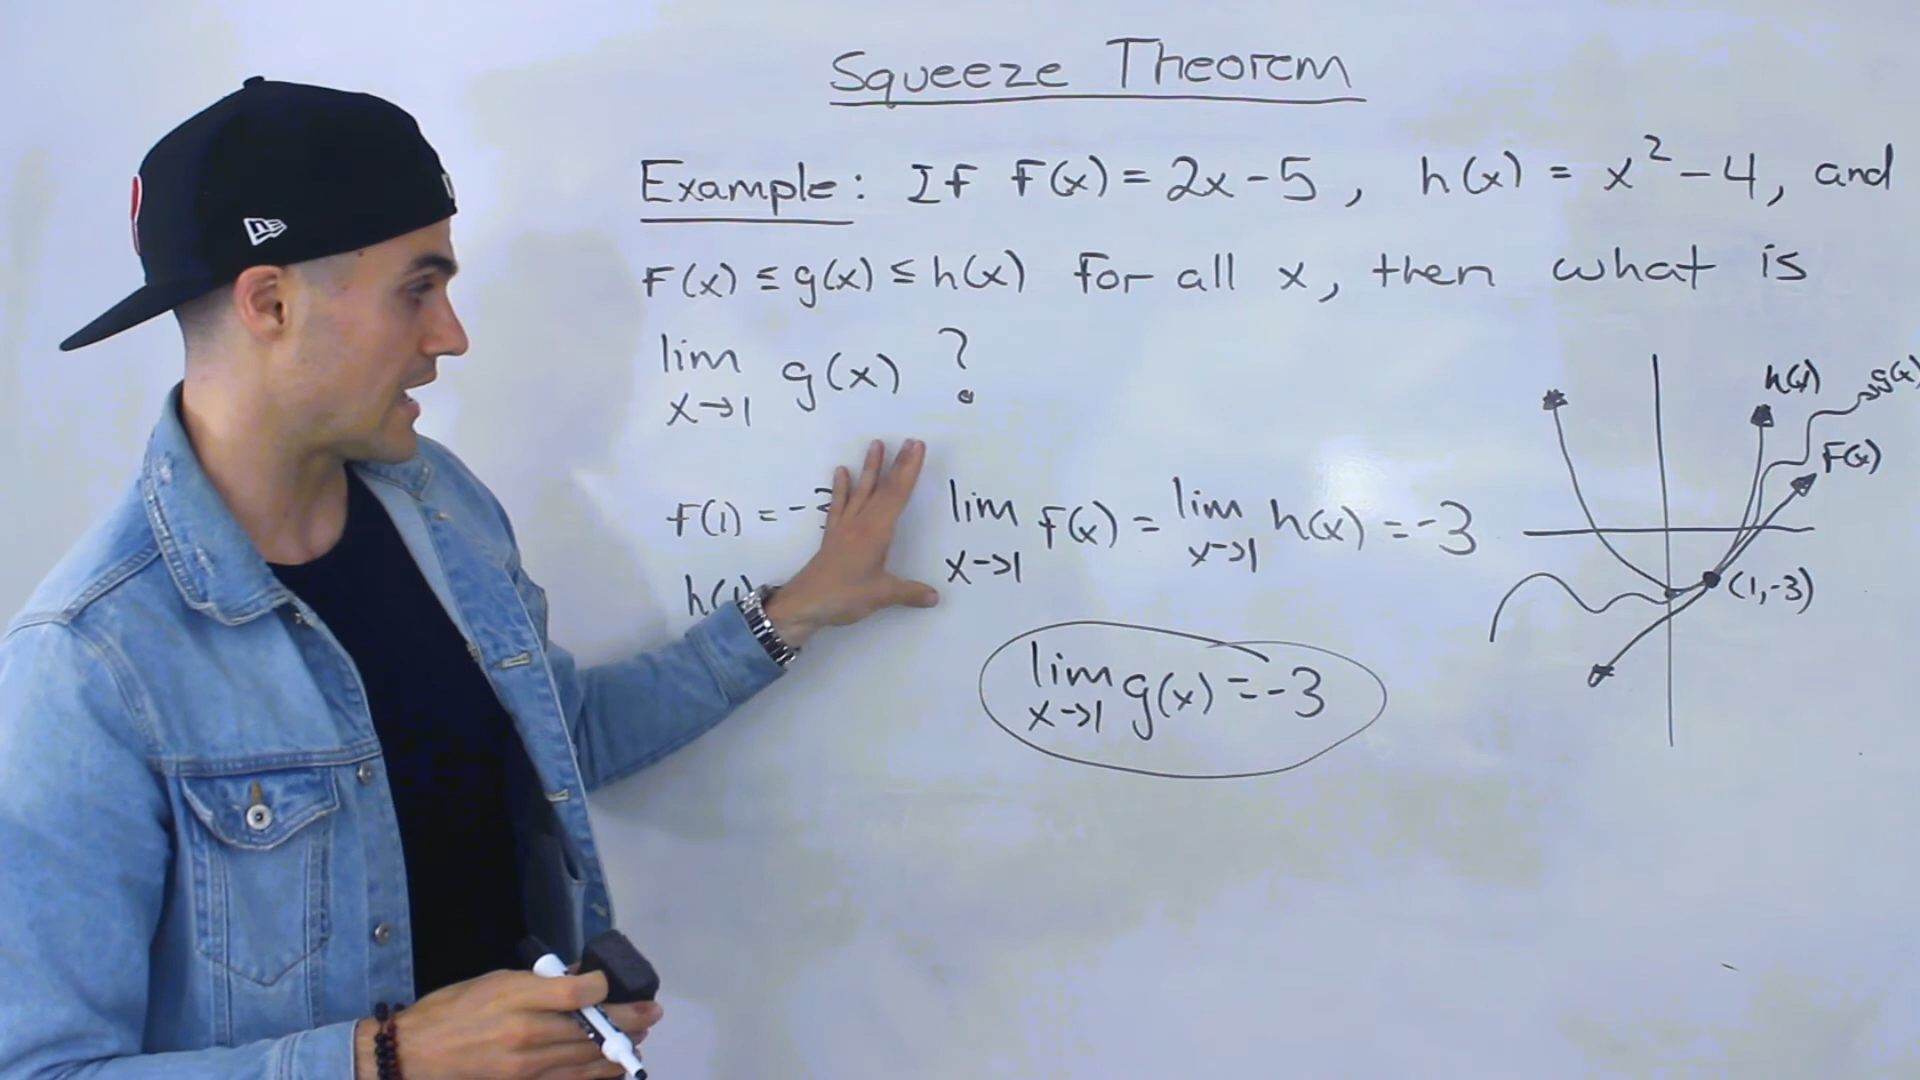 Squeeze Theorem
Example: If f(x) = 2x - 5, h(x) = x² - 4, and
f(x) ≤ g(x) ≤ h(x) for all x, then what is
lim x→1 g(x) ?
f(1) = -3
lim x→1 f(x) = lim x→1 h(x) = -3
h(1)
lim x→1 g(x) = -3
h(x)
g(x)
f(x)
(1,-3)